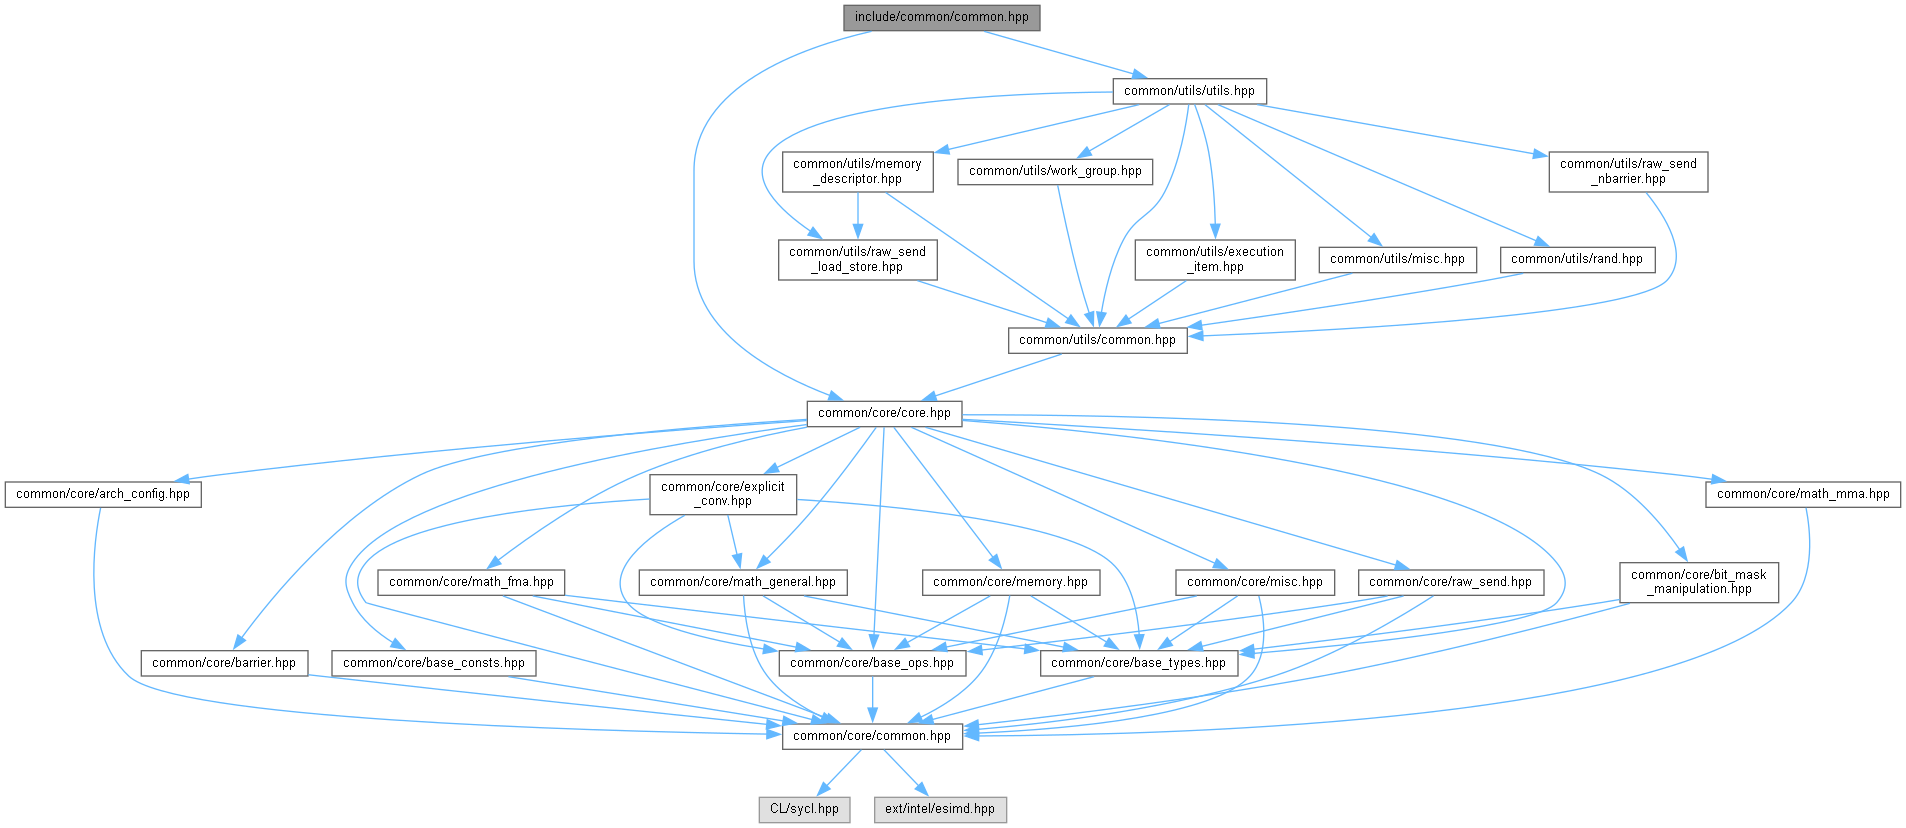 include/common/common.hpp
common/utils/utils.hpp
common/utils/memory
_descriptor.hpp
common/utils/work_group.hpp
common/utils/raw_send
_nbarrier.hpp
common/utils/raw_send
_load_store.hpp
common/utils/execution
_item.hpp
common/utils/misc.hpp
common/utils/rand.hpp
common/utils/common.hpp
common/core/core.hpp
common/core/arch_config.hpp
common/core/explicit
_conv.hpp
common/core/math_mma.hpp
common/core/math_fma.hpp
common/core/math_general.hpp
common/core/memory.hpp
common/core/misc.hpp
common/core/raw_send.hpp
common/core/bit_mask
_manipulation.hpp
common/core/barrier.hpp
common/core/base_consts.hpp
common/core/base_ops.hpp
common/core/base_types.hpp
common/core/common.hpp
CL/sycl.hpp
ext/intel/esimd.hpp